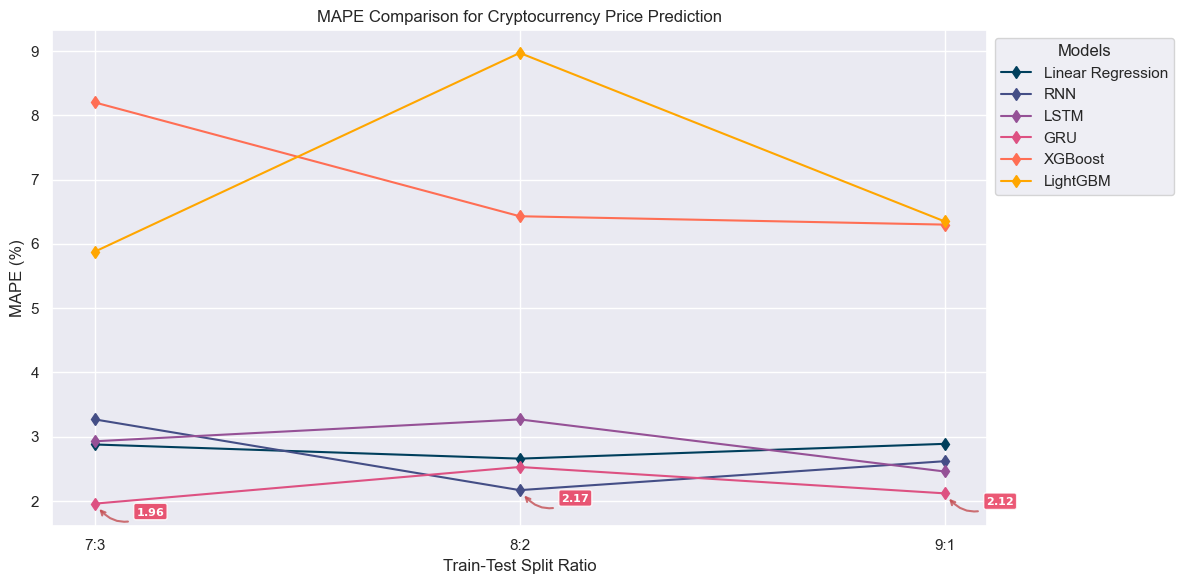 MAPE Comparison for Cryptocurrency Price Prediction
MAPE (%)
9
8
7
6
5
4
3
2
7:3
8:2
9:1
Train-Test Split Ratio
1.96
2.17
2.12
Models
Linear Regression
RNN
LSTM
GRU
XGBoost
LightGBM